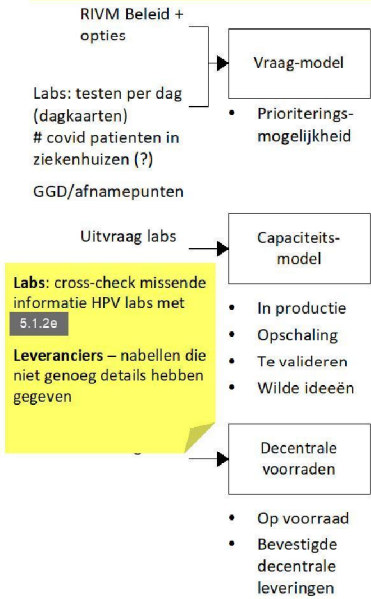 RIVM Beleid +
opties
Vraag-model
Labs: testen per dag
(dagkaarten)
# covid patienten in
ziekenhuizen (?)
GGD/afnamepunten
• Prioriterings-
mogelijkheid
Uitvraag labs
Capaciteits-
model
Labs: cross-check missende
informatie HPV labs met
5.1.2e
Leveranciers – nabellen die
niet genoeg details hebben
gegeven
• In productie
• Opschaling
• Te valideren
• Wilde ideeën
Decentrale
voorraden
• Op voorraad
• Bevestigde
decentrale
leveringen